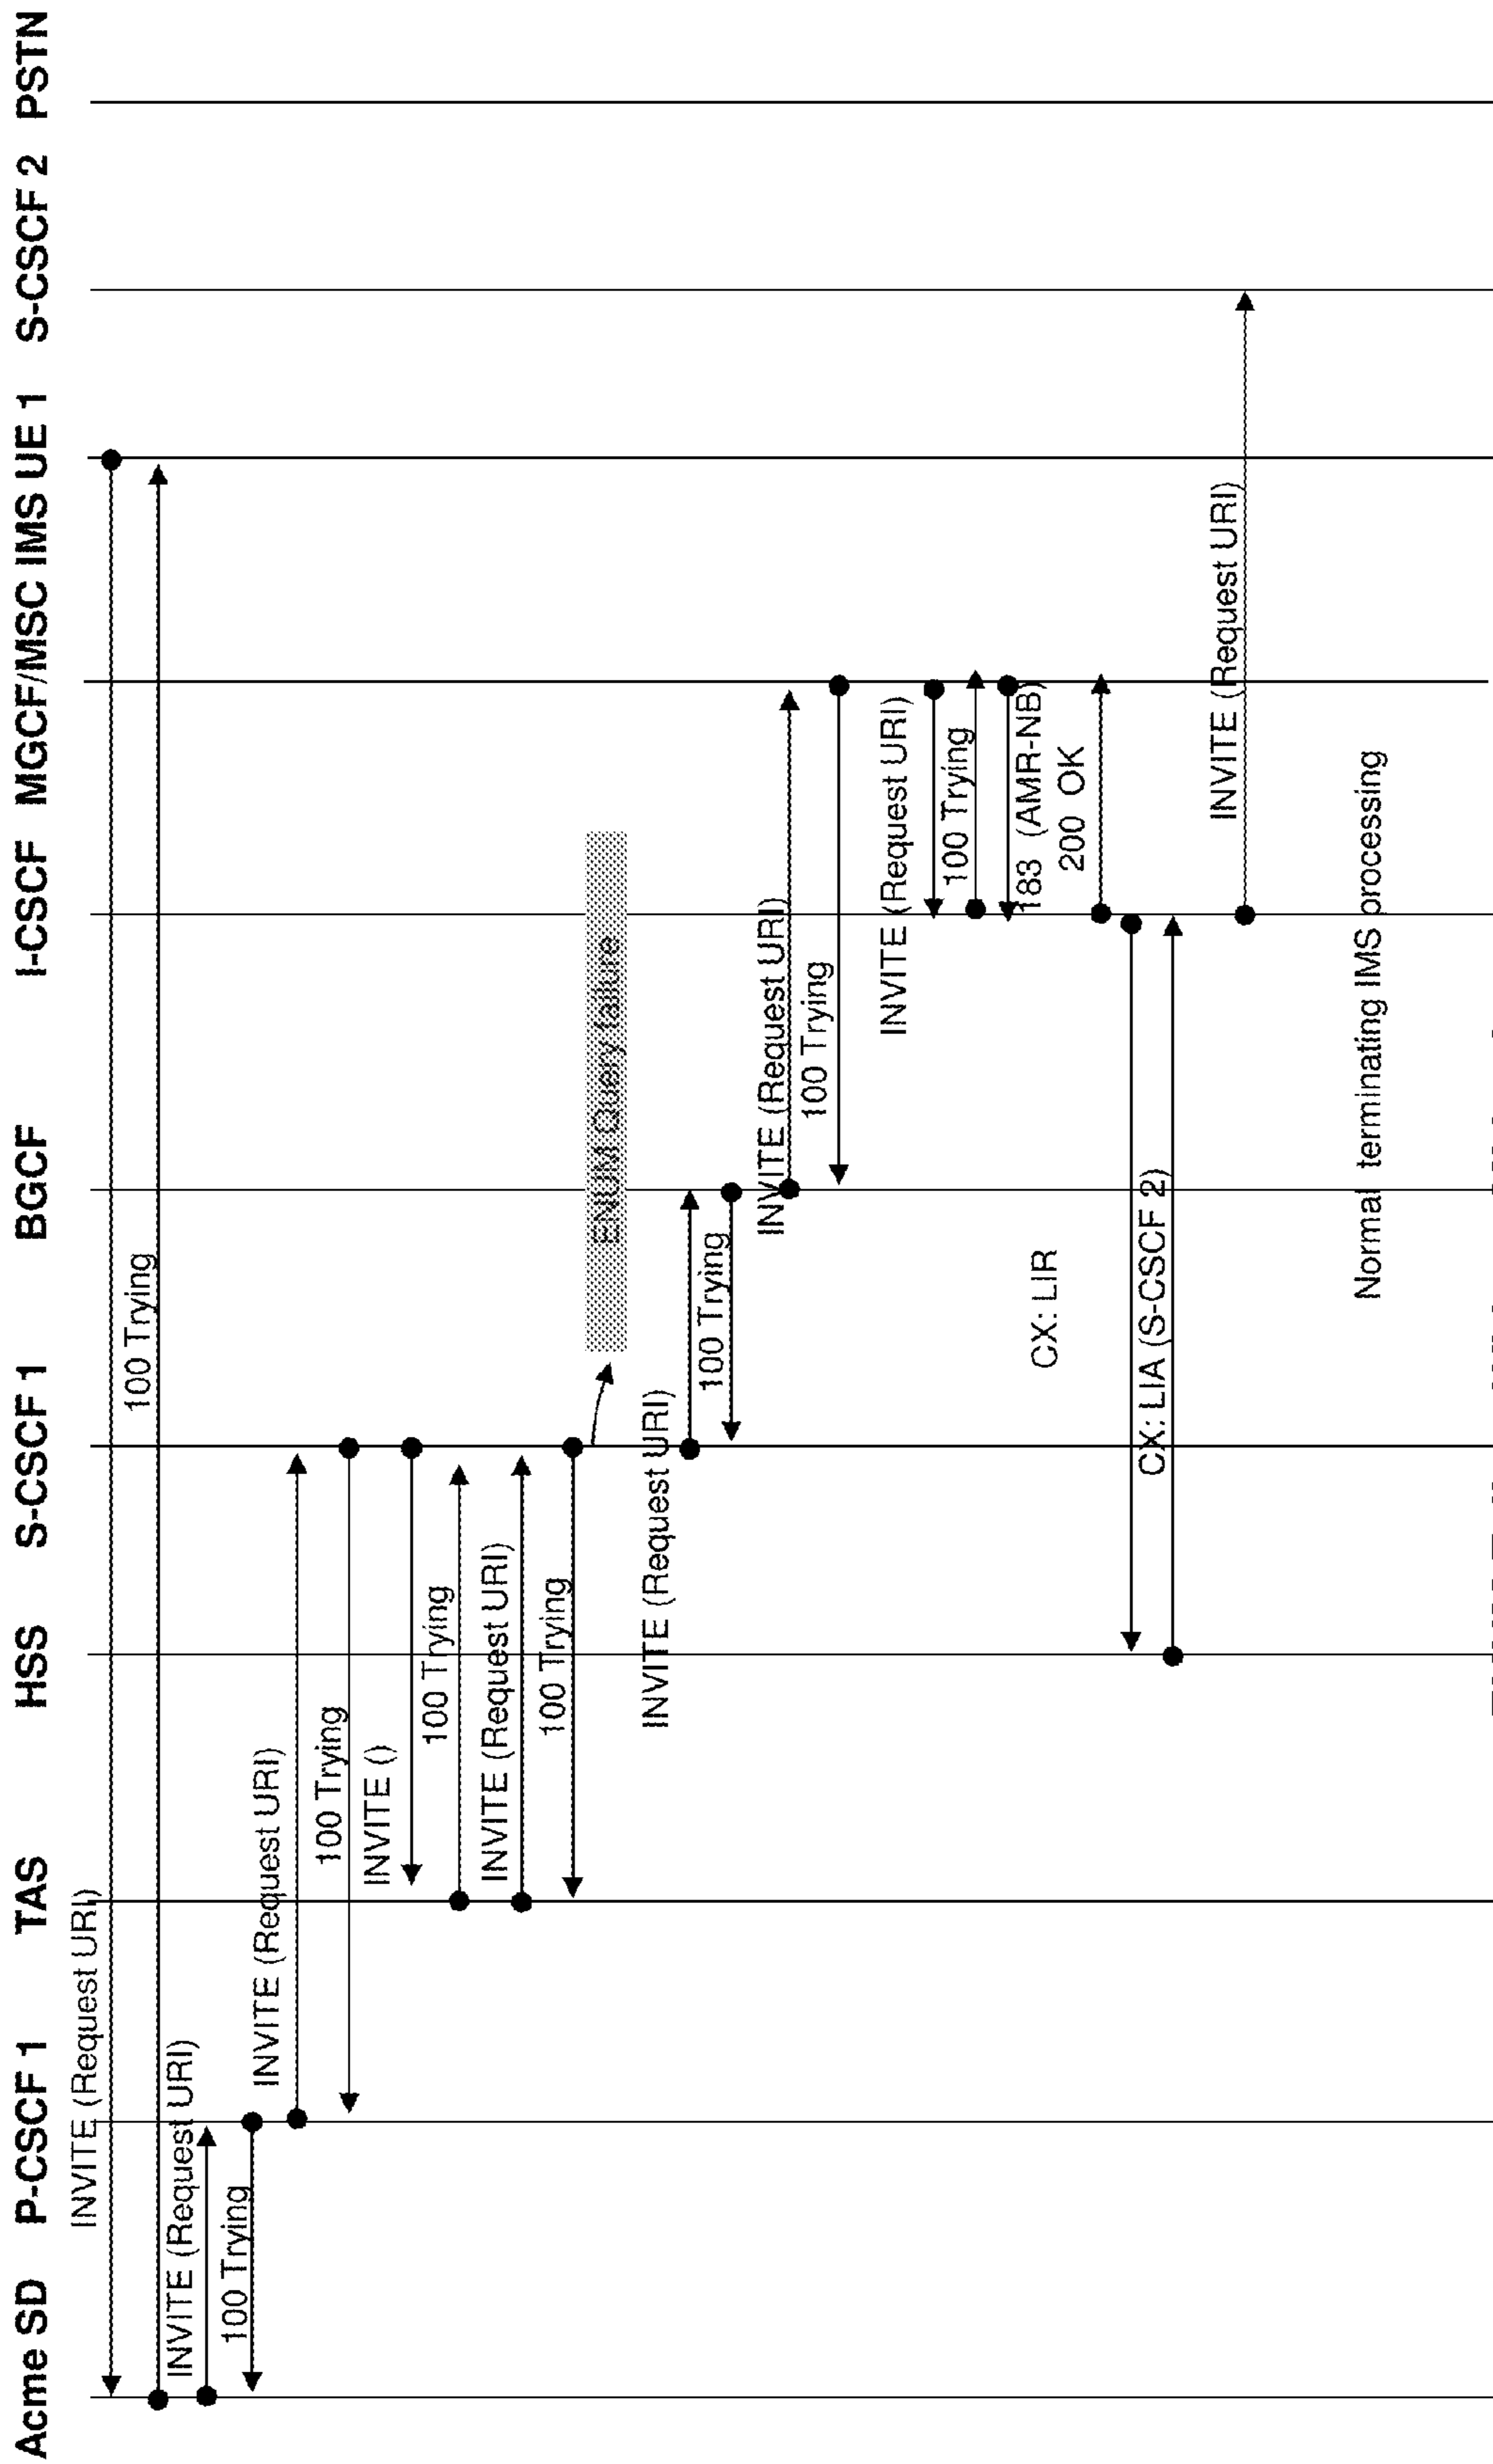 Acme SD P-CSCF 1 TAS HSS S-CSCF 1 BGCF I-CSCF MGCF/MSC IMS UE 1 S-CSCF 2 PSTN
INVITE (Request URI)
100 Trying
INVITE (Request URI)
100 Trying
INVITE (Request URI)
100 Trying
INVITE ()
100 Trying
INVITE (Request URI)
100 Trying
ENUM Query failure
INVITE (Request URI)
100 Trying
INVITE (Request URI)
100 Trying
INVITE (Request URI)
100 Trying
183 (AMR-NB)
200 OK
CX: LIR
CX: LIA (S-CSCF 2)
INVITE (Request URI)
Normal terminating IMS processing